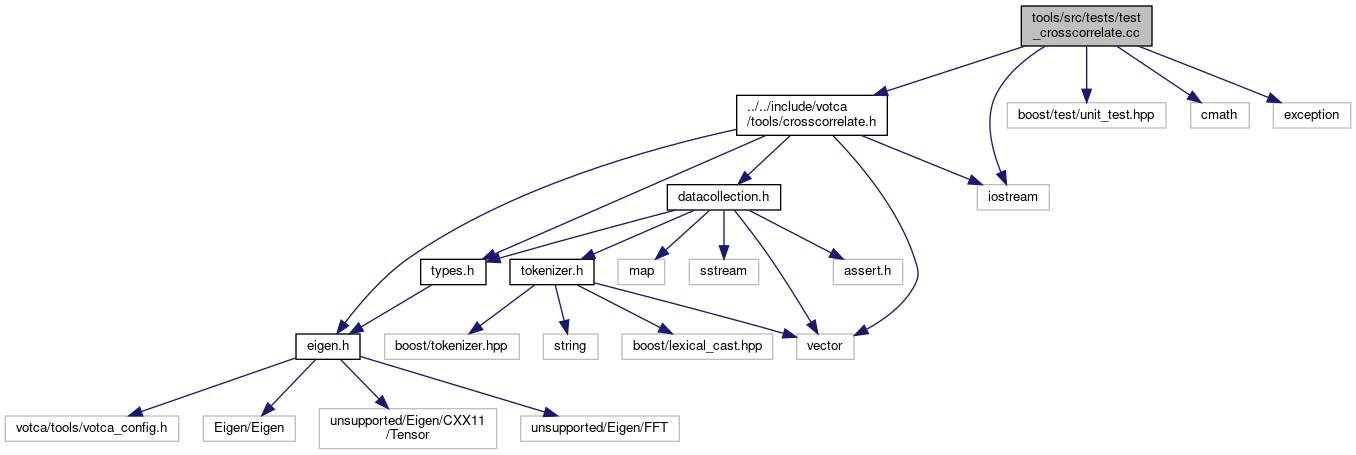 tools/src/tests/test
_crosscorrelate.cc
../../include/votca
/tools/crosscorrelate.h
boost/test/unit_test.hpp
cmath
exception
datacollection.h
iostream
types.h
tokenizer.h
map
sstream
assert.h
eigen.h
boost/tokenizer.hpp
string
boost/lexical_cast.hpp
vector
votca/tools/votca_config.h
Eigen/Eigen
unsupported/Eigen/CXX11
/Tensor
unsupported/Eigen/FFT